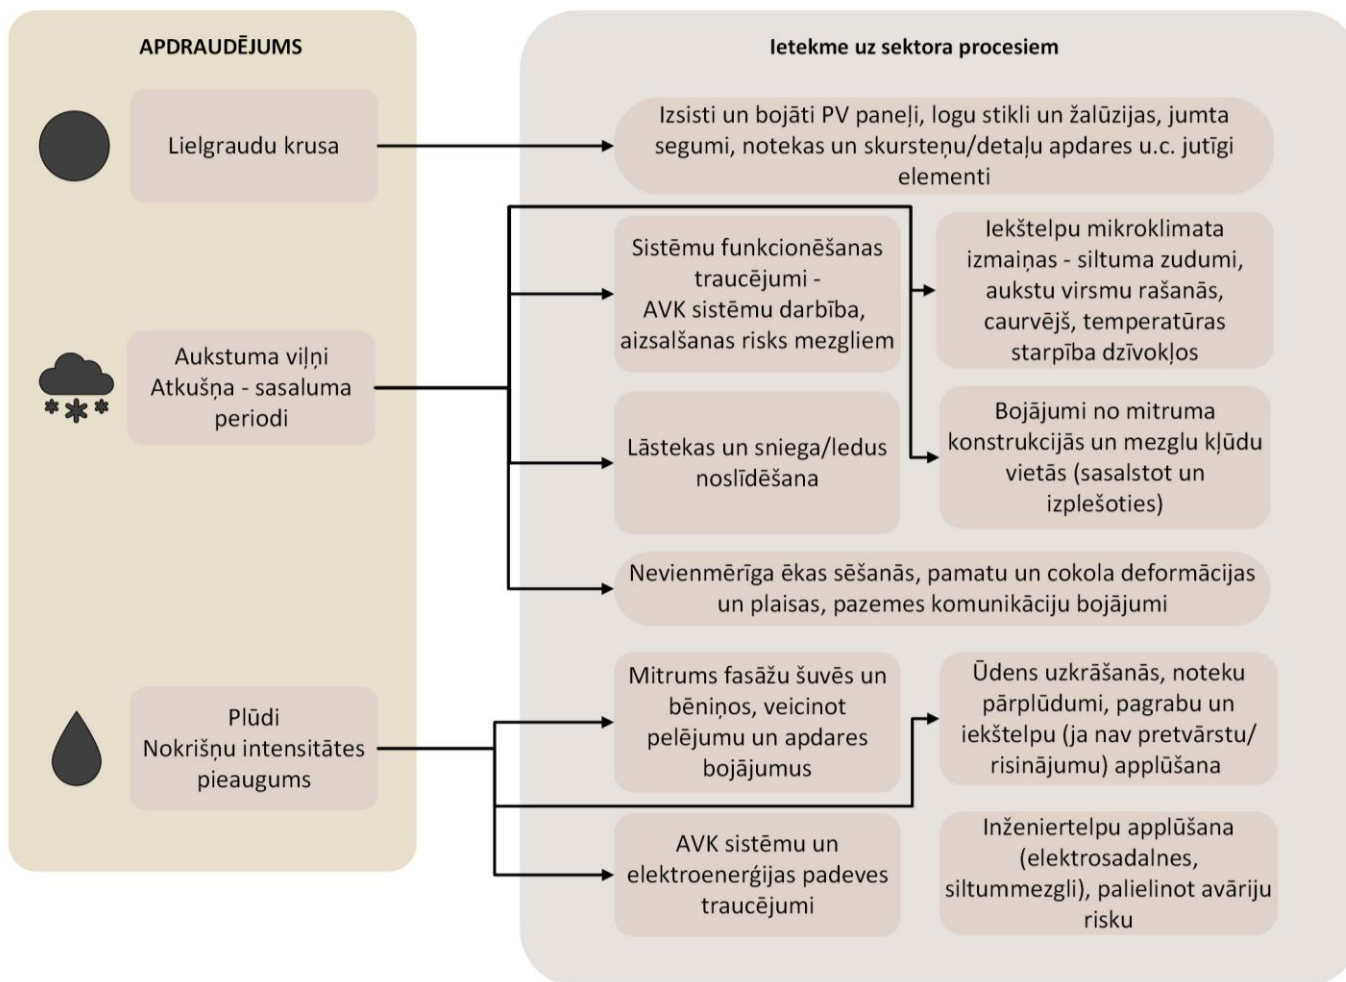 APDRAUDĒJUMS
Ietekme uz sektora procesiem
Lielgraudu krusa
Izsisti un bojāti PV paneļi, logu stikli un žalūzijas, jumta
segumi, notekas un skursteņu/detaļu apdares u.c. jutīgi
elementi
Aukstuma viļņi
Atkušņa - sasaluma
periodi
Sistēmu funkcionēšanas
traucējumi -
AVK sistēmu darbība,
aizsalšanas risks mezgliem
Iekštelpu mikroklimata
izmaiņas - siltuma zudumi,
aukstu virsmu rašanās,
caurvējš, temperatūras
starpība dzīvokļos
Lāstekas un sniega/ledus
noslīdēšana
Bojājumi no mitruma
konstrukcijās un mezglu kļūdu
vietās (sasalstot un
izplešoties)
Nevienmērīga ēkas sēšanās, pamatu un cokola deformācijas
un plaisas, pazemes komunikāciju bojājumi
Plūdi
Nokrišņu intensitātes
pieaugums
Mitrums fasāžu šuvēs un
bēniņos, veicinot
pelējumu un apdares
bojājumus
Ūdens uzkrāšanās, noteku
pārplūdumi, pagrabu un
iekštelpu (ja nav pretvārstu/
risinājumu) applūšana
AVK sistēmu un
elektroenerģijas padeves
traucējumi
Inženiertelpu applūšana
(elektrosadalnes,
siltummezgli), palielinot avāriju
risku